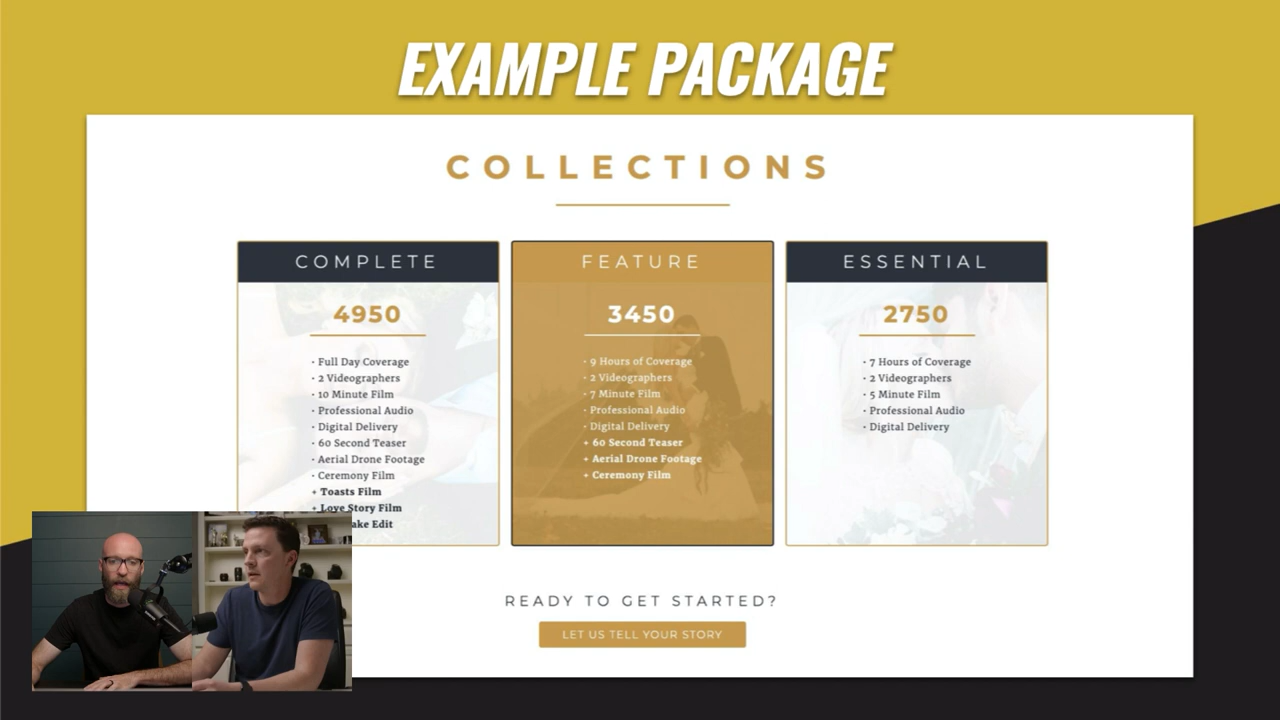 EXAMPLE PACKAGE
COLLECTIONS
COMPLETE
4950
· Full Day Coverage
· 2 Videographers
· 10 Minute Film
· Professional Audio
· Digital Delivery
· 60 Second Teaser
· Aerial Drone Footage
· Ceremony Film
+ Toasts Film
+ Love Story Film
ake Edit
FEATURE
3450
· 9 Hours of Coverage
· 2 Videographers
· 7 Minute Film
· Professional Audio
· Digital Delivery
+ 60 Second Teaser
+ Aerial Drone Footage
+ Ceremony Film
ESSENTIAL
2750
· 7 Hours of Coverage
· 2 Videographers
· 5 Minute Film
· Professional Audio
· Digital Delivery
READY TO GET STARTED?
LET US TELL YOUR STORY